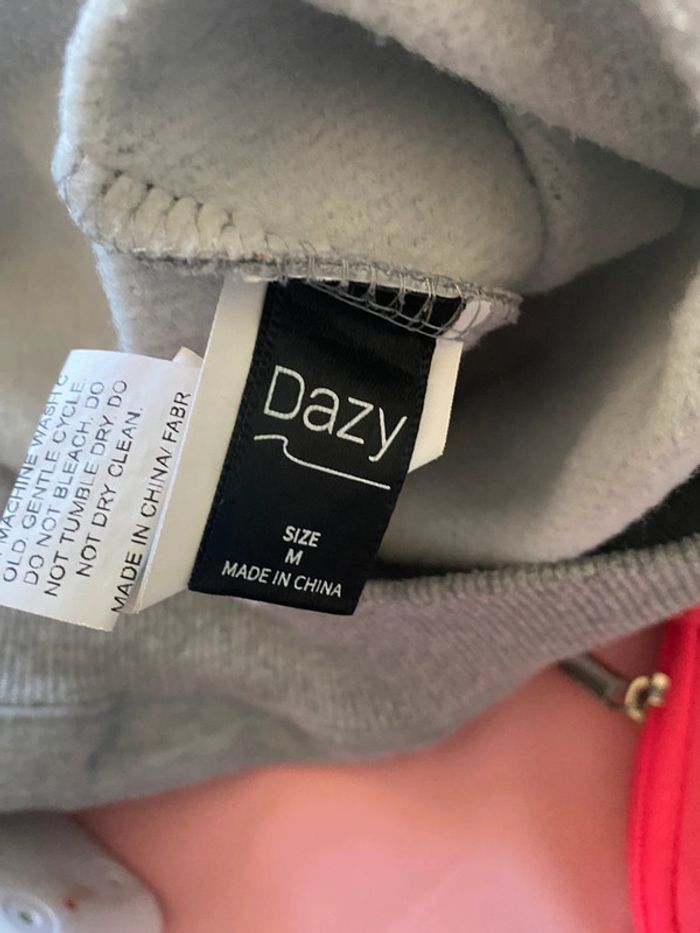 MACHINE WASH C
OLD, GENTLE CYCLE.
DO NOT BLEACH. DO
NOT TUMBLE DRY DO
NOT DRY CLEAN.
MADE IN CHINA/ FABR
Dazy
SIZE
M
MADE IN CHINA